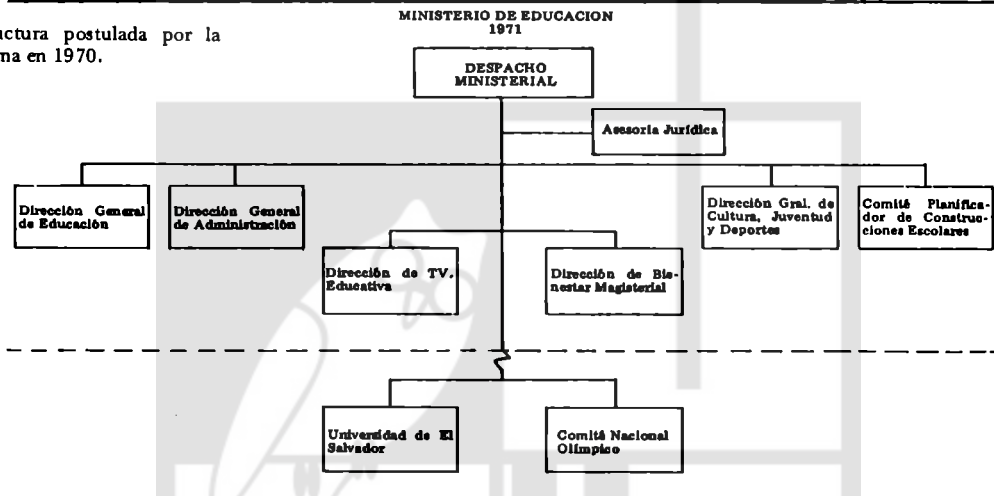 MINISTERIO DE EDUCACION
1971
uctura postulada por la
ma en 1970.
DESPACHO
MINISTERIAL
Asesoría Jurídica
Dirección General
de Educación
Dirección General
de Administración
Dirección Gral. de
Cultura, Juventud
y Deportes
Comité Planifica-
dor de Construc-
ciones Escolares
Dirección de TV.
Educativa
Dirección de Bie-
nestar Magisterial
Universidad de El
Salvador
Comité Nacional
Olímpico